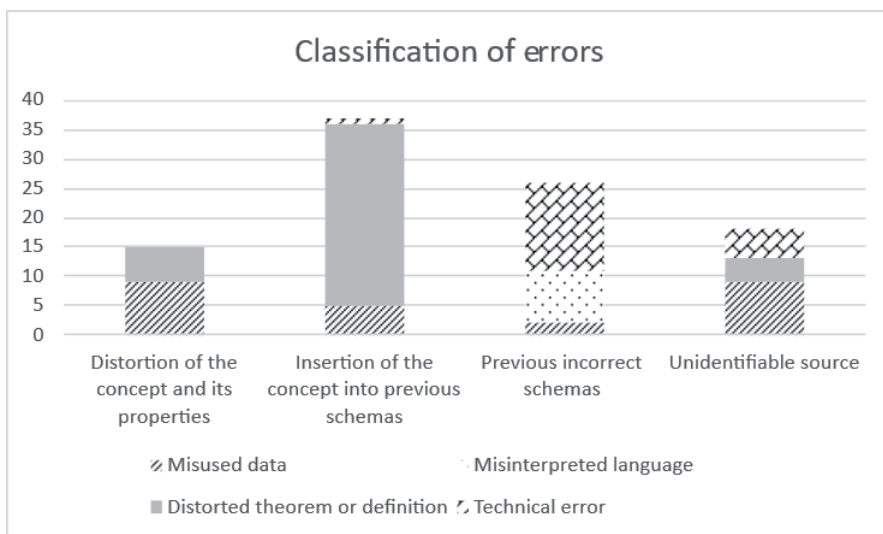 Classification of errors
40
35
30
25
20
15
10
5
0
Distortion of the
concept and its
properties
Insertion of the
concept into previous
schemas
Previous incorrect
schemas
Unidentifiable source
Misused data
Misinterpreted language
Distorted theorem or definition
Technical error